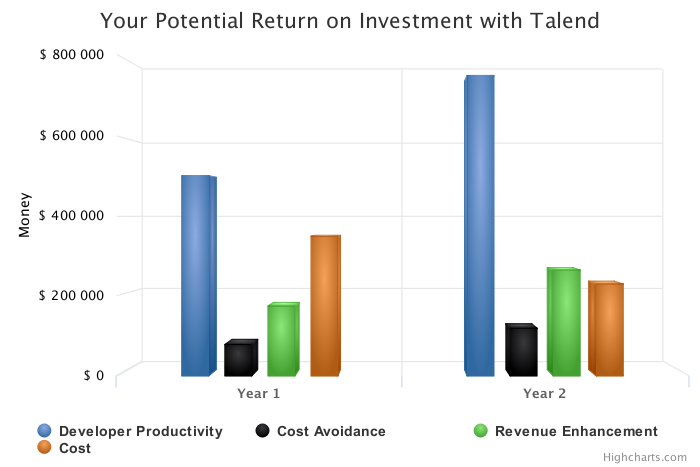 Your Potential Return on Investment with Talend
$ 800 000
$ 600 000
$ 400 000
$ 200 000
$ 0
Money
Year 1
Year 2
Developer Productivity
Cost Avoidance
Revenue Enhancement
Cost
Highcharts.com